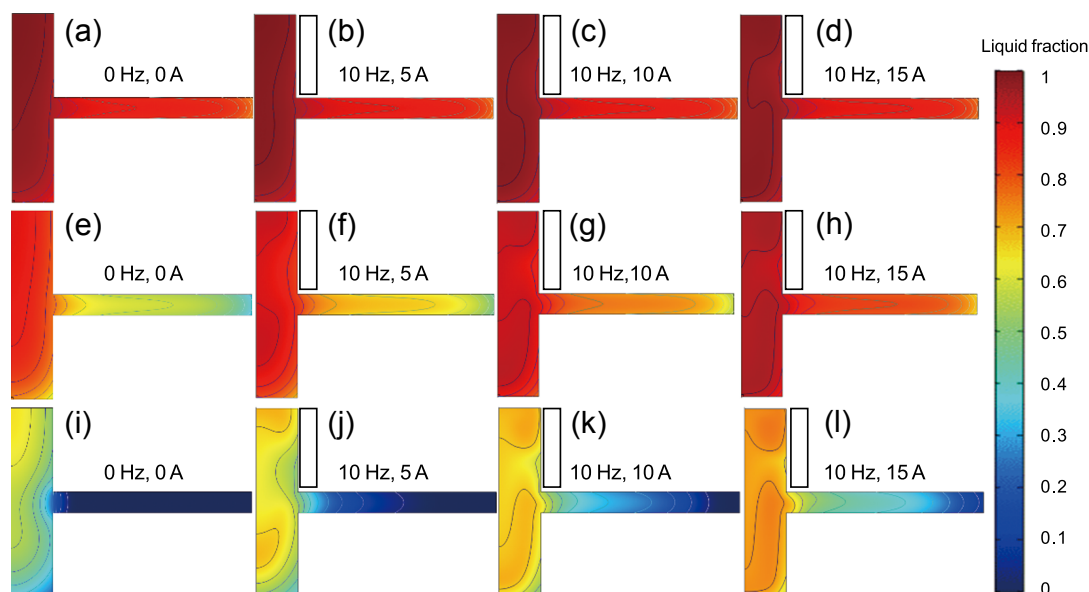 (a)
(b)
(c)
(d)
0 Hz, 0 A
10 Hz, 5 A
10 Hz, 10 A
10 Hz, 15 A
(e)
(f)
(g)
(h)
0 Hz, 0 A
10 Hz, 5 A
10 Hz,10 A
10 Hz, 15 A
(i)
(j)
(k)
(l)
0 Hz, 0 A
10 Hz, 5 A
10 Hz, 10 A
10 Hz, 15 A
Liquid fraction
1
0.9
0.8
0.7
0.6
0.5
0.4
0.3
0.2
0.1
0